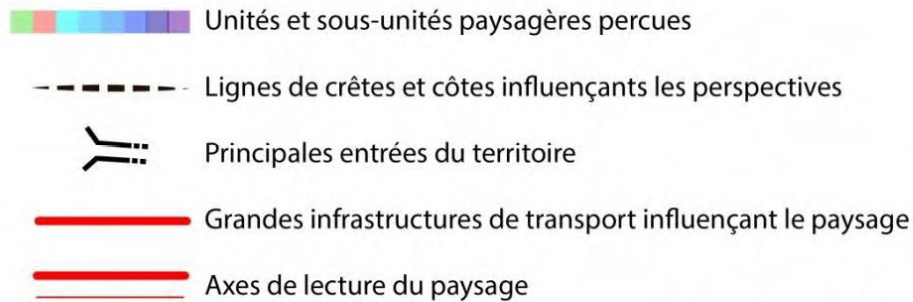 Unités et sous-unités paysagères percues
Lignes de crêtes et côtes influençants les perspectives
Principales entrées du territoire
Grandes infrastructures de transport influençant le paysage
Axes de lecture du paysage